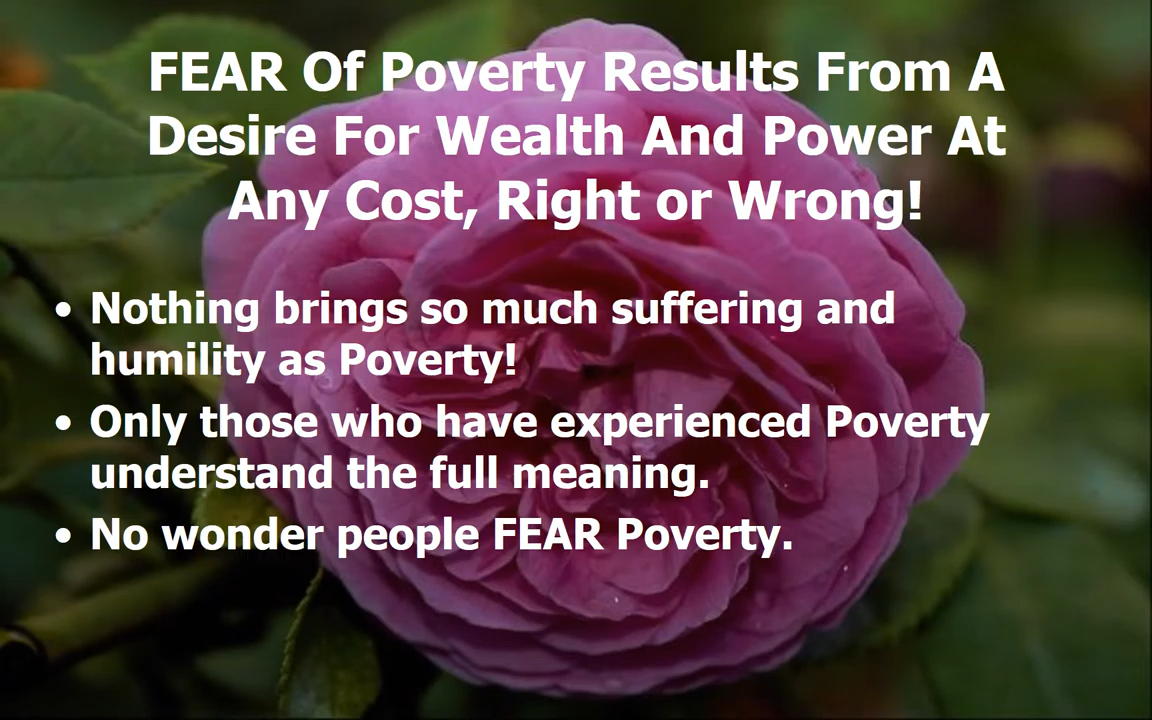 FEAR Of Poverty Results From A
Desire For Wealth And Power At
Any Cost, Right or Wrong!
• Nothing brings so much suffering and
humility as Poverty!
• Only those who have experienced Poverty
understand the full meaning.
• No wonder people FEAR Poverty.